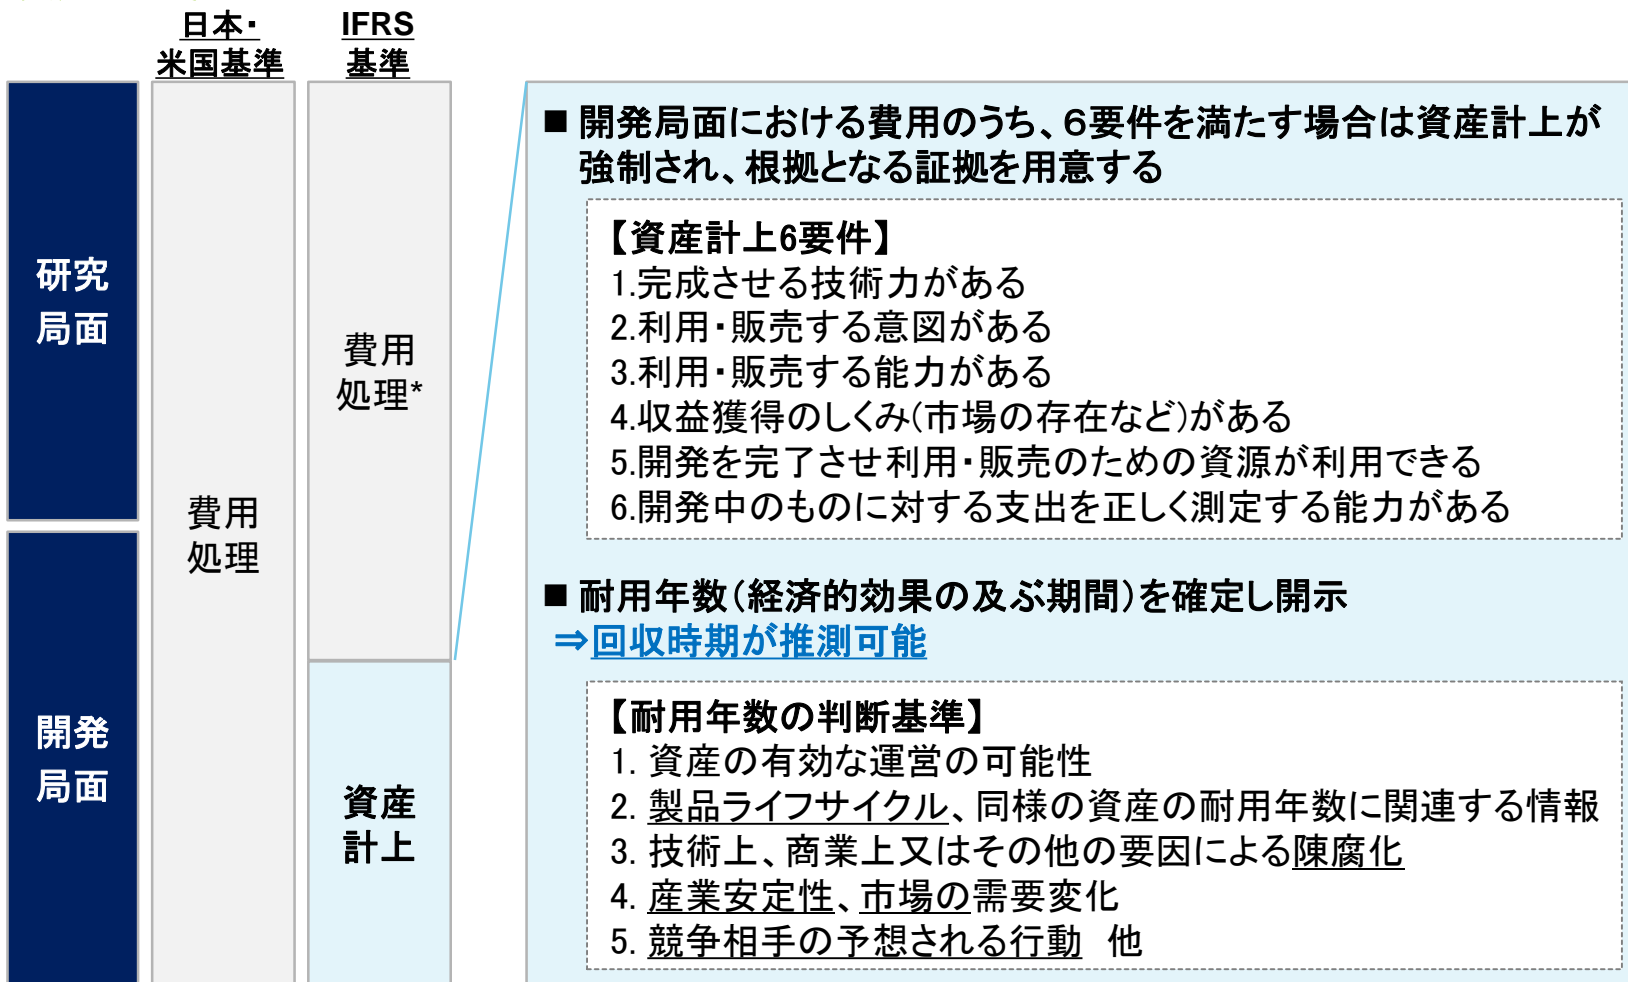 日本・
米国基準
IFRS
基準
研究
局面
開発
局面
費用
処理
費用
処理*
資産
計上
■ 開発局面における費用のうち、６要件を満たす場合は資産計上が
強制され、根拠となる証拠を用意する
【資産計上6要件】
1.完成させる技術力がある
2.利用・販売する意図がある
3.利用・販売する能力がある
4.収益獲得のしくみ(市場の存在など)がある
5.開発を完了させ利用・販売のための資源が利用できる
6.開発中のものに対する支出を正しく測定する能力がある
■ 耐用年数（経済的効果の及ぶ期間）を確定し開示
⇒回収時期が推測可能
【耐用年数の判断基準】
1. 資産の有効な運営の可能性
2. 製品ライフサイクル、同様の資産の耐用年数に関連する情報
3. 技術上、商業上又はその他の要因による陳腐化
4. 産業安定性、市場の需要変化
5. 競争相手の予想される行動　他